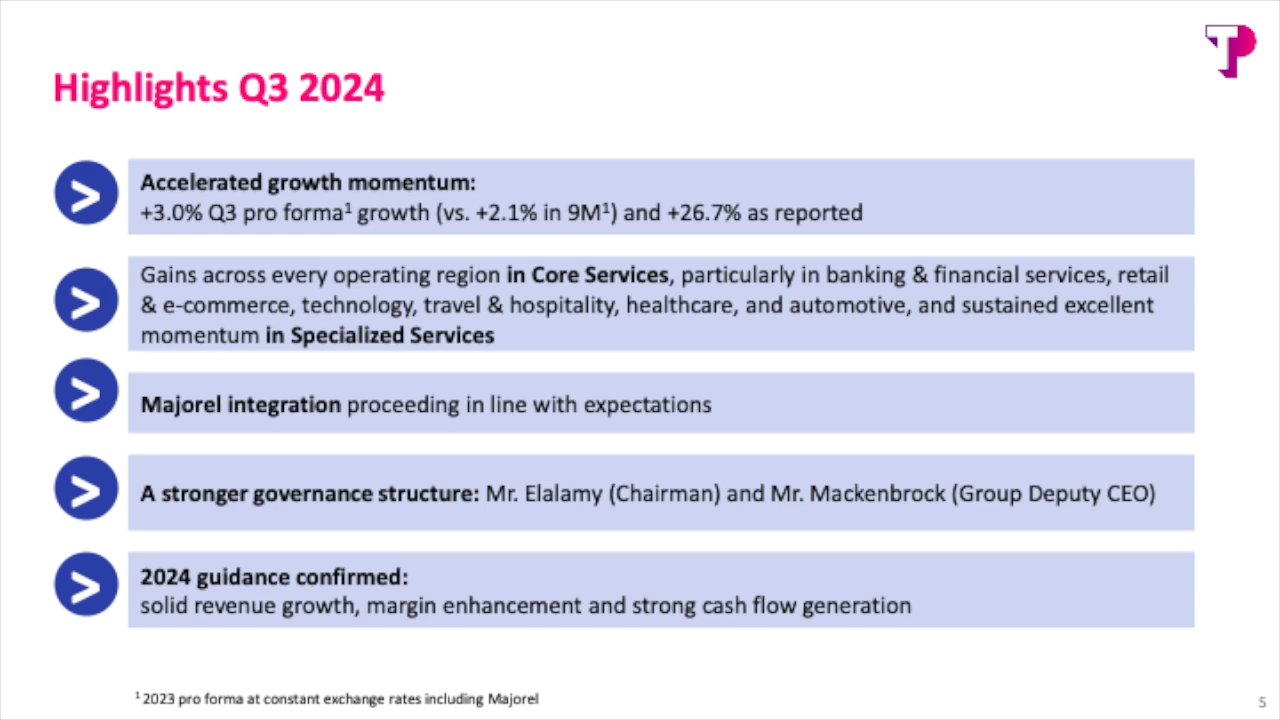 TP
Highlights Q3 2024
> Accelerated growth momentum:
+3.0% Q3 pro forma¹ growth (vs. +2.1% in 9M¹) and +26.7% as reported
> Gains across every operating region in Core Services, particularly in banking & financial services, retail
& e-commerce, technology, travel & hospitality, healthcare, and automotive, and sustained excellent
momentum in Specialized Services
> Majorel integration proceeding in line with expectations
> A stronger governance structure: Mr. Elalamy (Chairman) and Mr. Mackenbrock (Group Deputy CEO)
> 2024 guidance confirmed:
solid revenue growth, margin enhancement and strong cash flow generation
¹ 2023 pro forma at constant exchange rates including Majorel
5